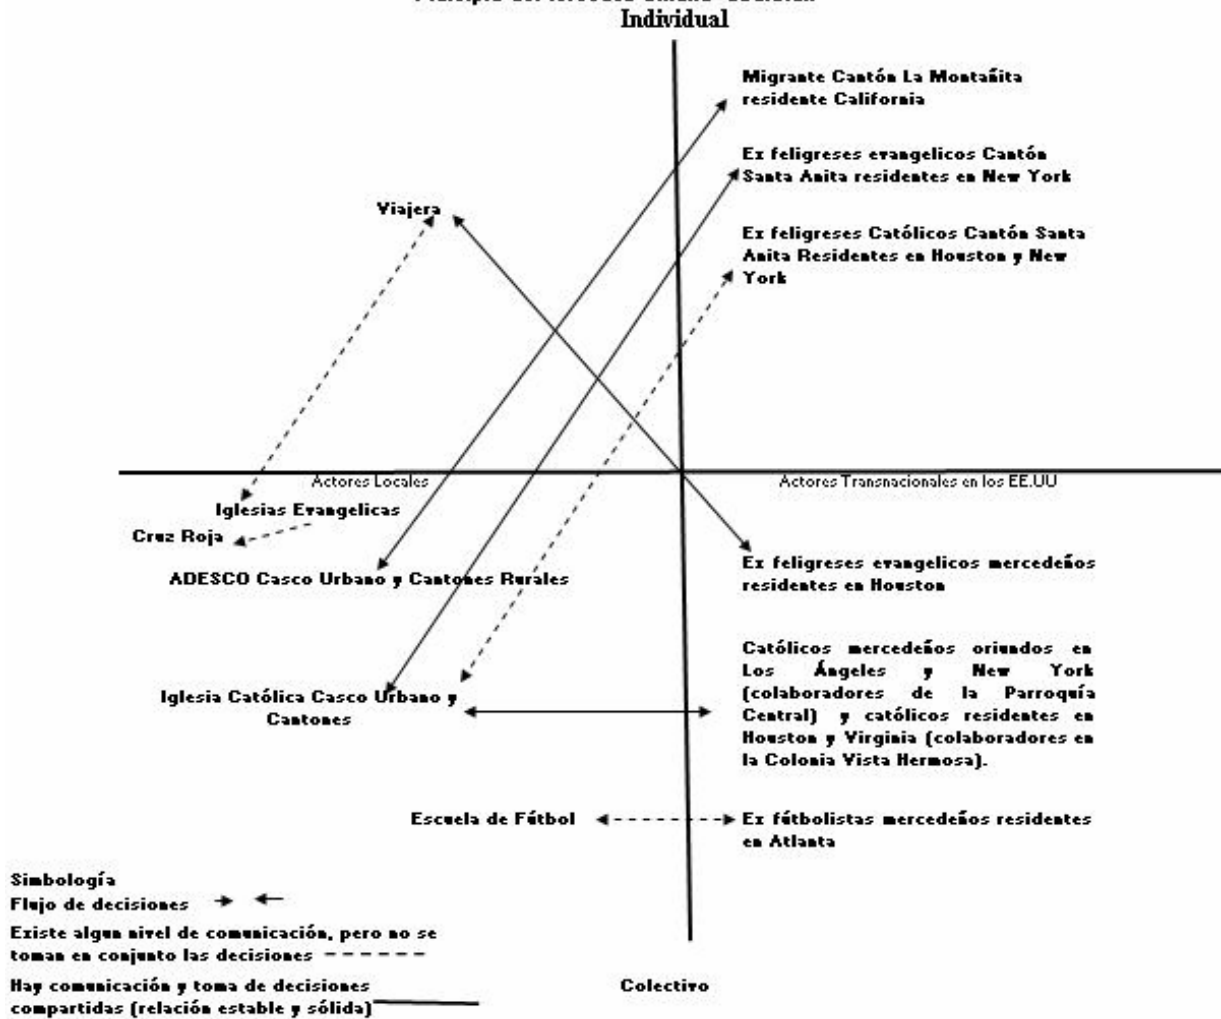 Individual
Migrante Cantón La Montañita
residente California
Ex feligreses evangelicos Cantón
Santa Anita residentes en New York
Viajera
Ex feligreses Católicos Cantón Santa
Anita Residentes en Houston y New
York
Actores Locales
Actores Transnacionales en los EE.UU
Iglesias Evangelicas
Cruz Roja
ADESCO Casco Urbano y Cantones Rurales
Ex feligreses evangelicos mercedeños
residentes en Houston
Católicos mercedeños oriundos en
Los Ángeles y New York
(colaboradores de la Parroquía
Central) y católicos residentes en
Houston y Virginia (colaboradores en
la Colonia Vista Hermosa).
Iglesia Católica Casco Urbano y
Cantones
Escuela de Fútbol
Ex fútbolistas mercedeños residentes
en Atlanta
Simbología
Flujo de decisiones
Existe algun nivel de comunicación, pero no se
toman en conjunto las decisiones
Hay comunicación y toma de decisiones
compartidas (relación estable y sólida)
Colectivo